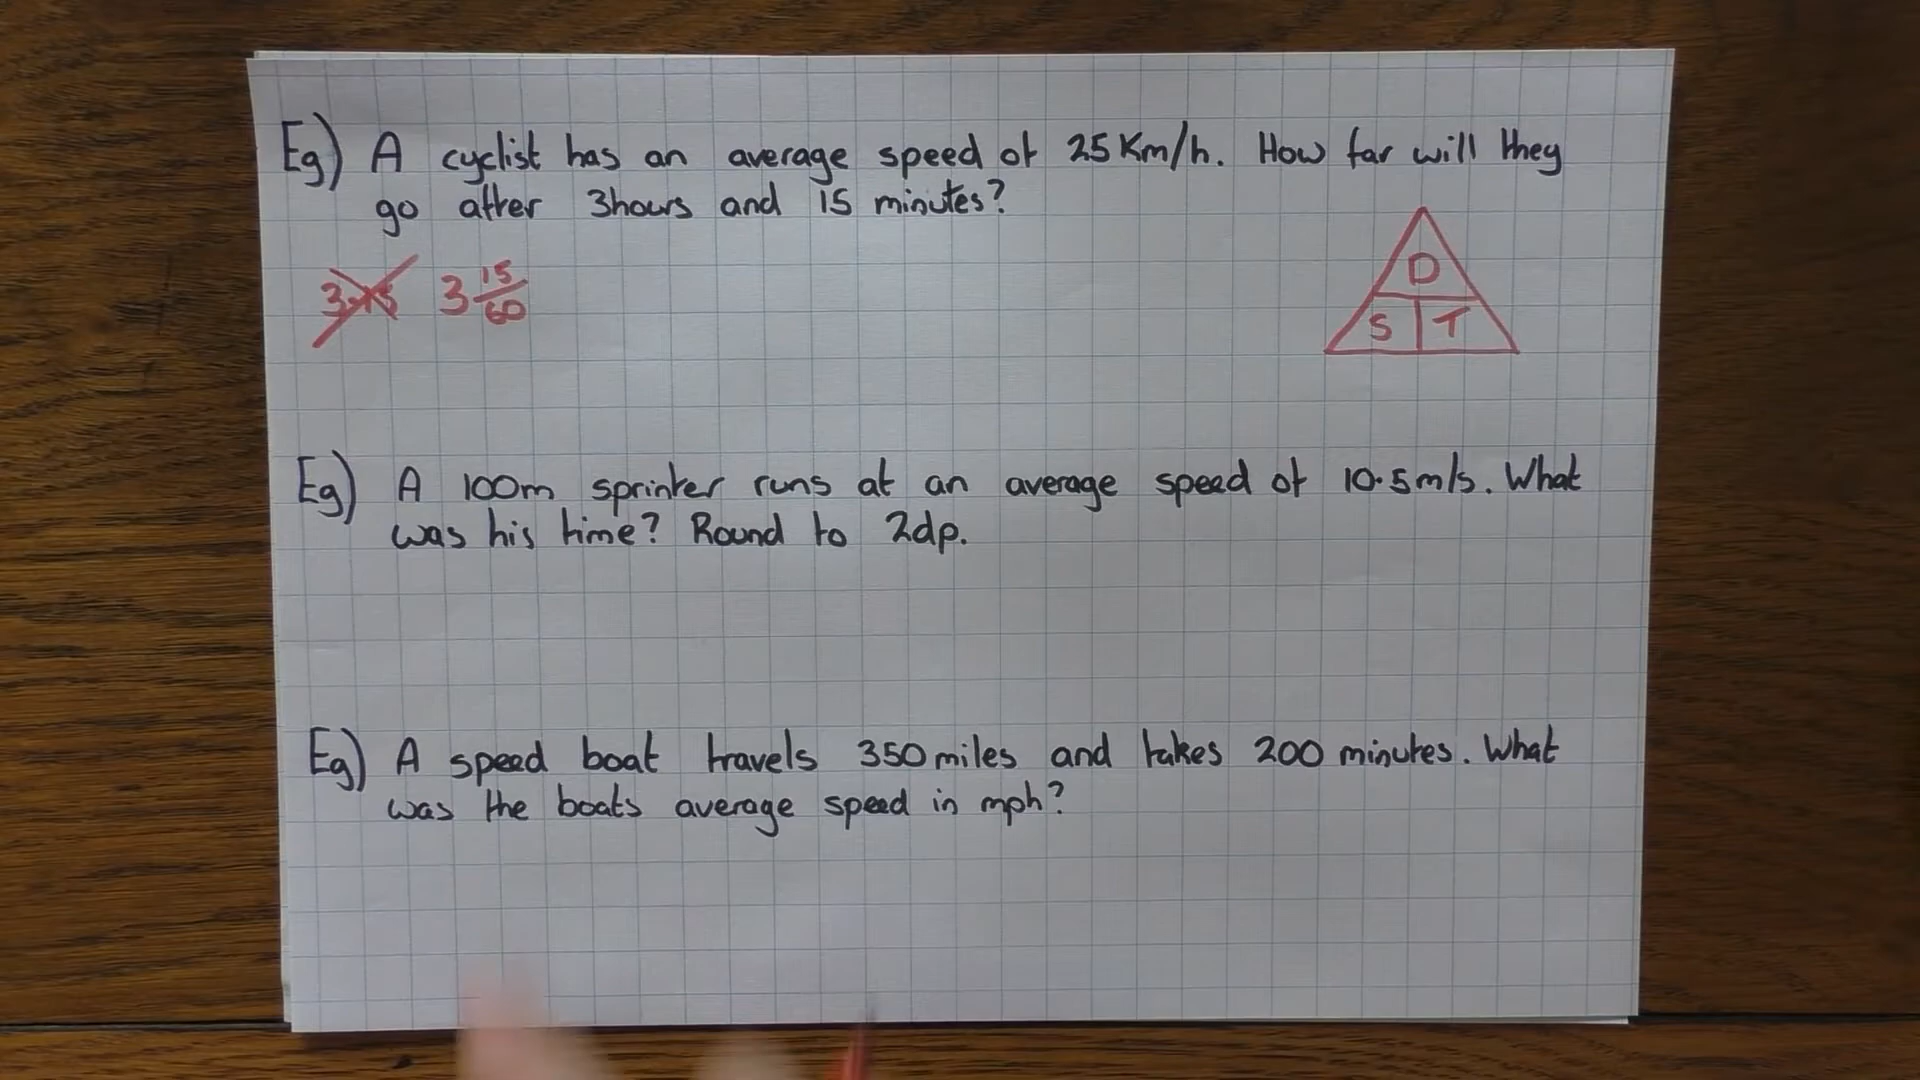 Eg) A cyclist has an average speed of 25 Km/h. How far will they
go after 3hours and 15 minutes?
3.15 3 15/60
D
S T
Eg) A 100m sprinter runs at an average speed of 10.5m/s. What
was his time? Round to 2dp.
Eg) A speed boat travels 350 miles and takes 200 minutes. What
was the boats average speed in mph?